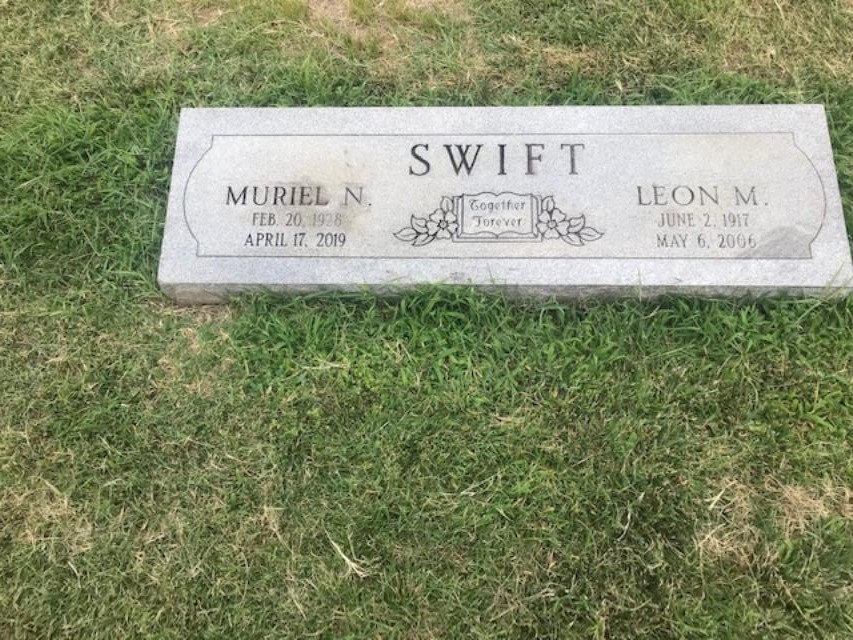 SWIFT
MURIEL N.
FEB. 20, 1928
APRIL 17, 2019
Together
Forever
LEON M.
JUNE 2, 1917
MAY 6, 2006